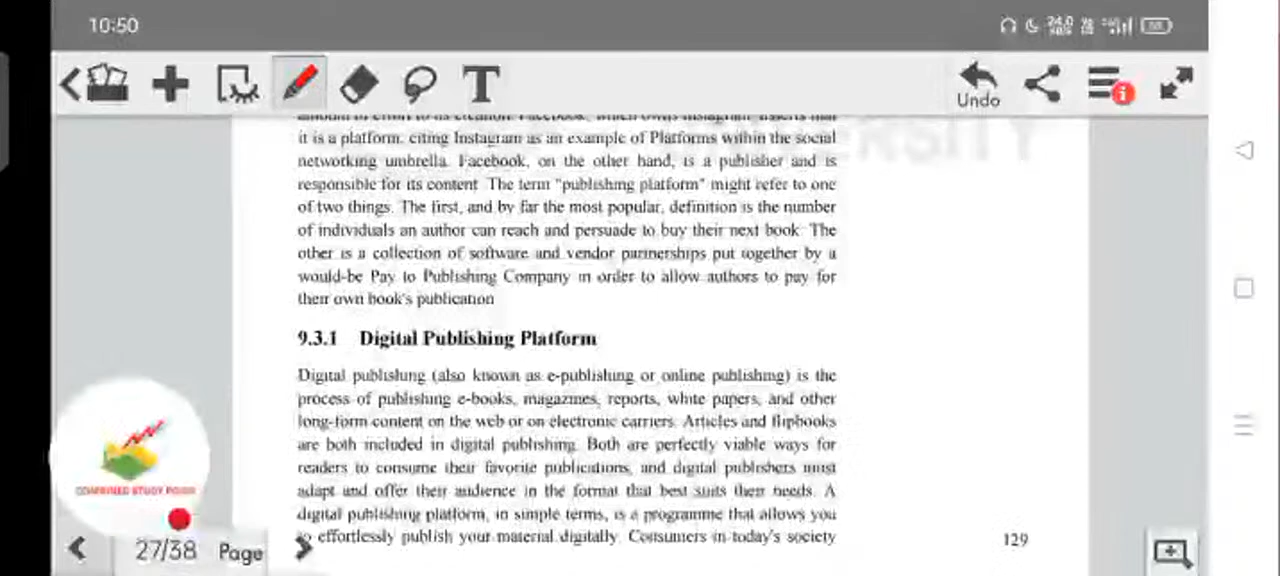 10:50
Undo
RSITY
it is a platform, citing Instagram as an example of Platforms within the social
networking umbrella. Facebook, on the other hand, is a publisher and is
responsible for its content. The term "publishing platform" might refer to one
of two things. The first, and by far the most popular, definition is the number
of individuals an author can reach and persuade to buy their next book. The
other is a collection of software and vendor partnerships put together by a
would-be Pay to Publishing Company in order to allow authors to pay for
their own book's publication
9.3.1 Digital Publishing Platform
Digital publishing (also known as e-publishing or online publishing) is the
process of publishing e-books, magazines, reports, white papers, and other
long-form content on the web or on electronic carriers. Articles and flipbooks
are both included in digital publishing. Both are perfectly viable ways for
readers to consume their favorite publications, and digital publishers must
adapt and offer their audience in the format that best suits their needs. A
digital publishing platform, in simple terms, is a programme that allows you
effortlessly publish your material digitally. Consumers in today's society
COMBINED STUDY POINT
27/38 Page
129